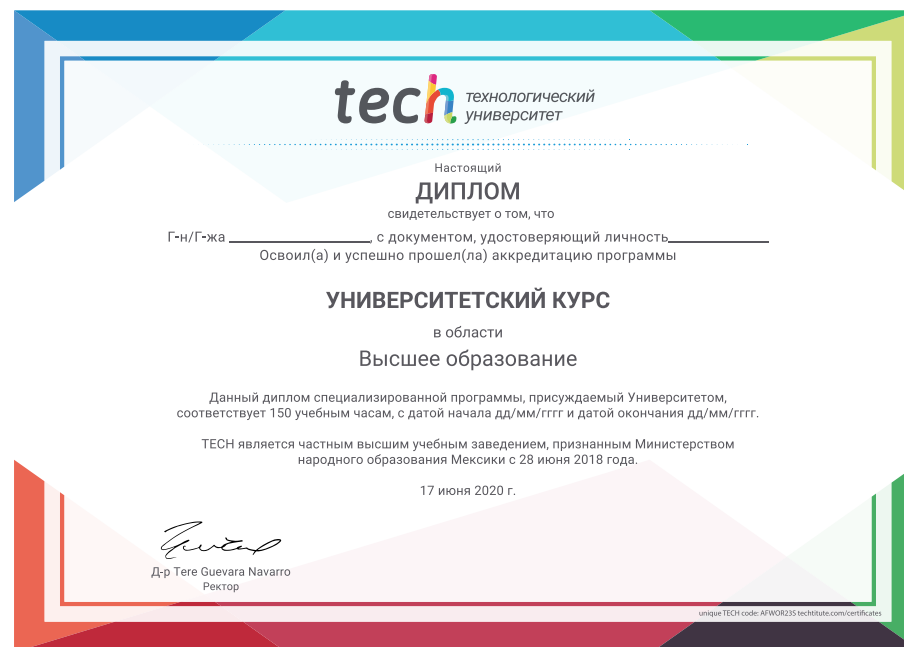 tech технологический
университет
Настоящий
ДИПЛОМ
свидетельствует о том, что
Г-н/Г-жа ____________________, с документом, удостоверяющий личность______________
Освоил(а) и успешно прошел(ла) аккредитацию программы
УНИВЕРСИТЕТСКИЙ КУРС
в области
Высшее образование
Данный диплом специализированной программы, присуждаемый Университетом,
соответствует 150 учебным часам, с датой начала дд/мм/гггг и датой окончания дд/мм/гггг.
TECH является частным высшим учебным заведением, признанным Министерством
народного образования Мексики с 28 июня 2018 года.
17 июня 2020 г.
Д-р Tere Guevara Navarro
Ректор
unique TECH code: AFWOR23S techtitute.com/certificates